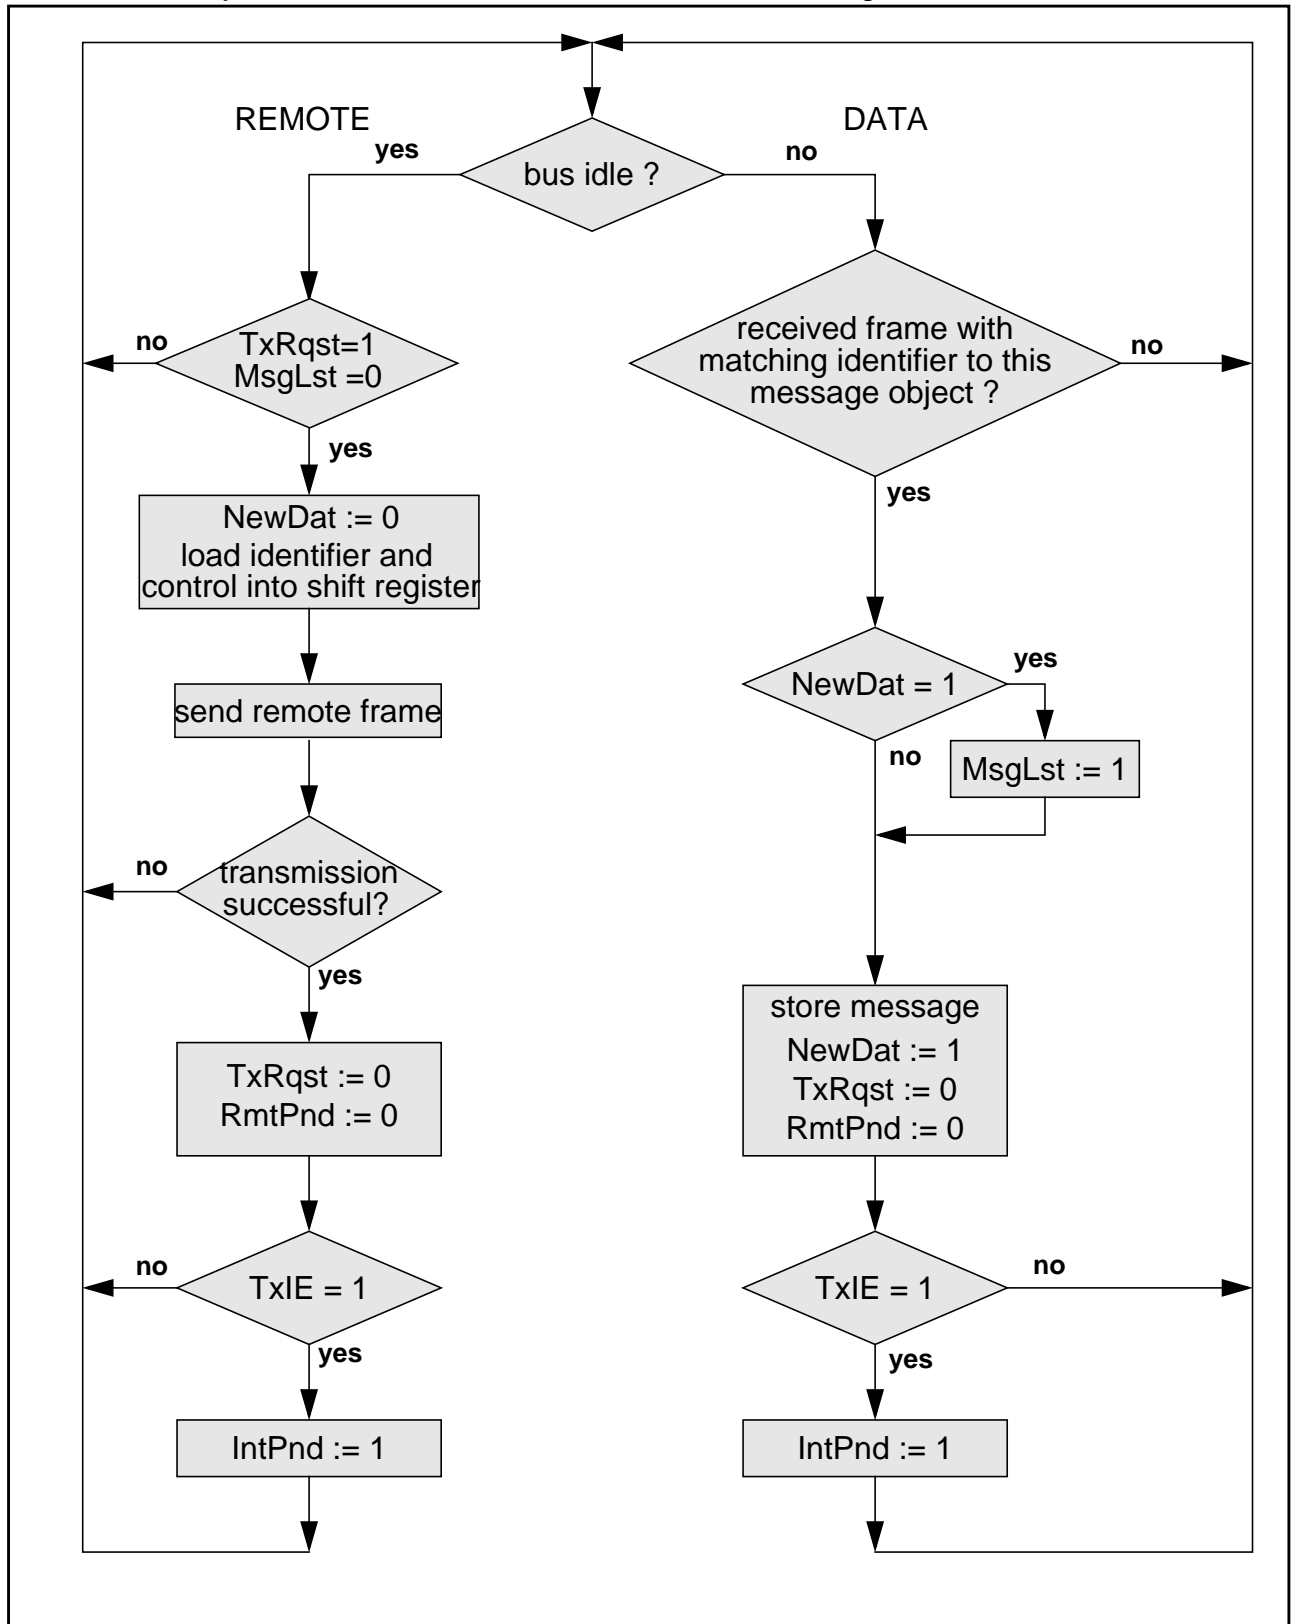 REMOTE
DATA
yes
no
bus idle ?
no
TxRqst=1
MsgLst =0
yes
received frame with
matching identifier to this
message object ?
no
yes
NewDat := 0
load identifier and
control into shift register
send remote frame
NewDat = 1
yes
no
MsgLst := 1
no
transmission
successful?
yes
store message
NewDat := 1
TxRqst := 0
RmtPnd := 0
TxRqst := 0
RmtPnd := 0
no
TxIE = 1
yes
TxIE = 1
no
yes
IntPnd := 1
IntPnd := 1